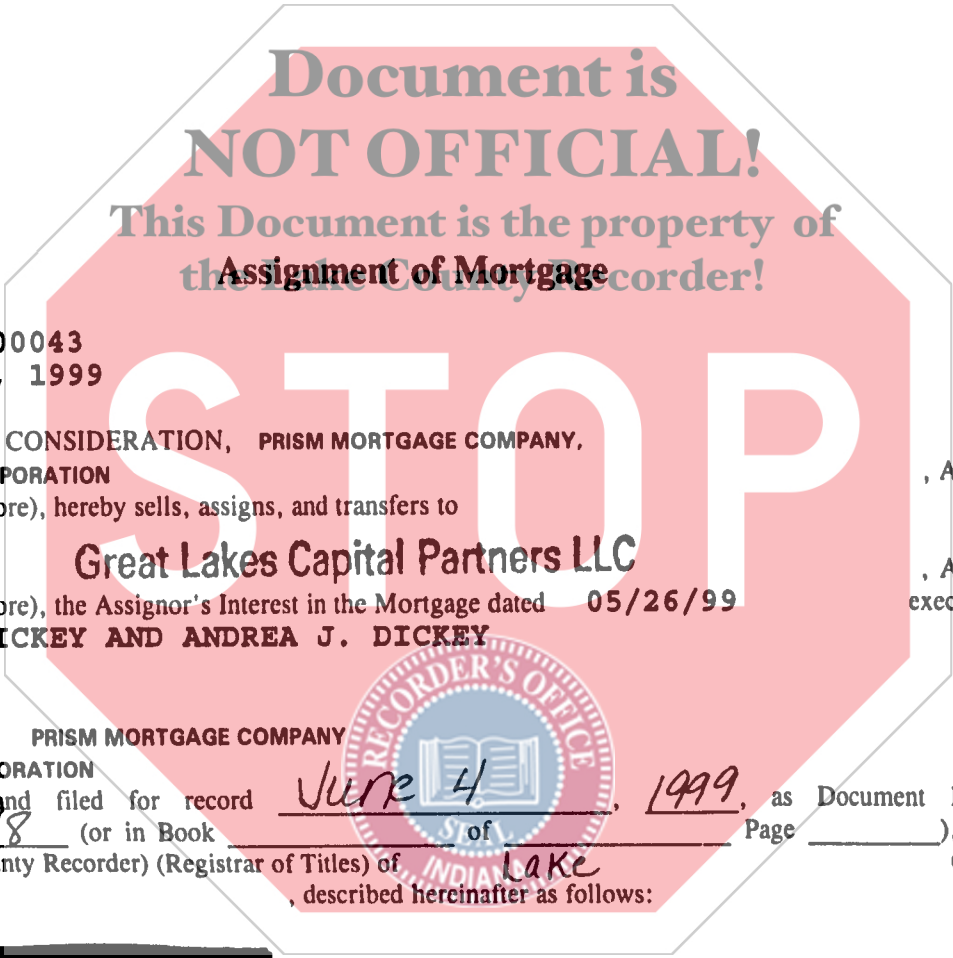 Document is
NOT OFFICIAL!
This Document is the property of
the Lake County Recorder!
Assignment of Mortgage
00043
, 1999
CONSIDERATION, PRISM MORTGAGE COMPANY,
PORATION , A
ore), hereby sells, assigns, and transfers to
Great Lakes Capital Partners LLC
, A
ore), the Assignor's Interest in the Mortgage dated 05/26/99 exec
ICKEY AND ANDREA J. DICKEY
PRISM MORTGAGE COMPANY
ORATION
and filed for record June 4, 1999, as Document
8 (or in Book of Page ),
nty Recorder) (Registrar of Titles) of Lake
, described hereinafter as follows:
STOP
RECORDER'S OFFICE
SEAL
INDIANA